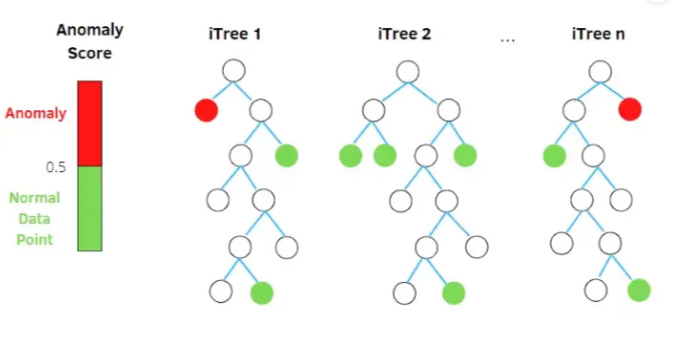 Anomaly
Score
iTree 1
iTree 2
...
iTree n
Anomaly
0.5
Normal
Data
Point